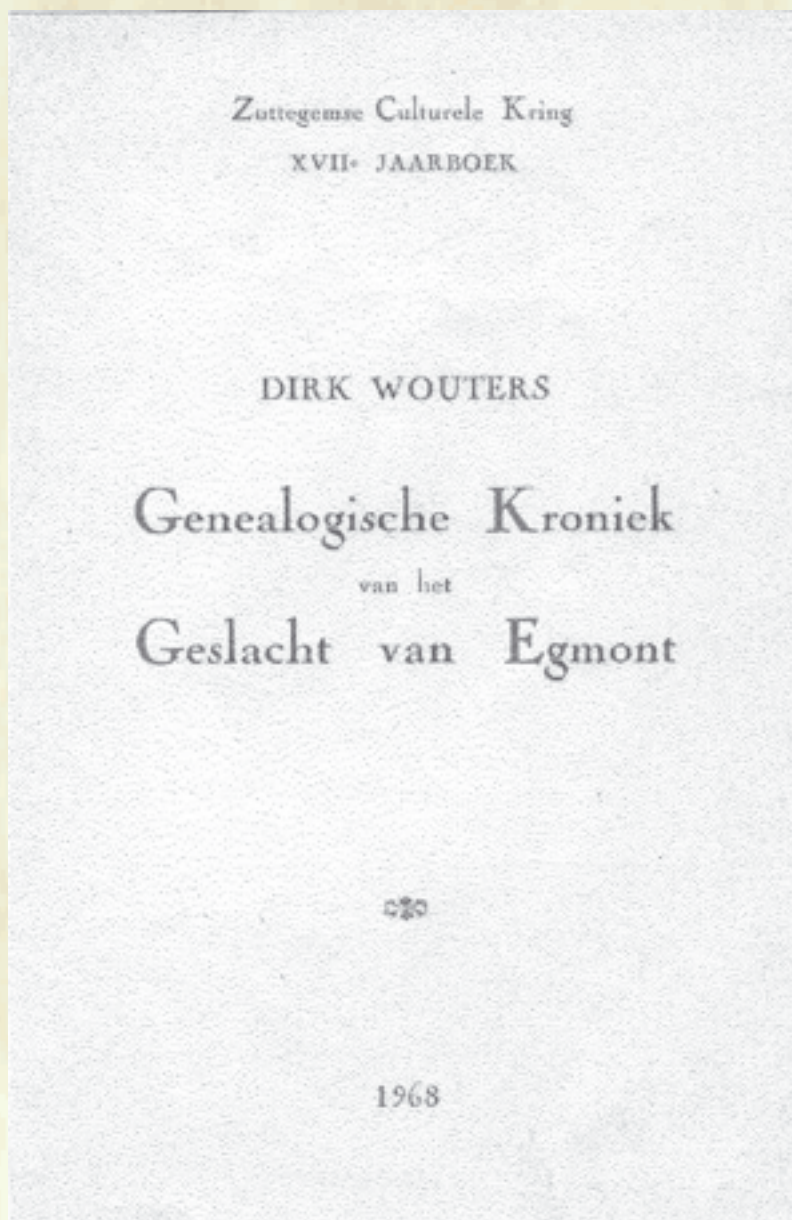 Zottegemse Culturele Kring
XVIIe JAARBOEK
DIRK WOUTERS
Genealogische Kroniek
van het
Geslacht van Egmont
1968